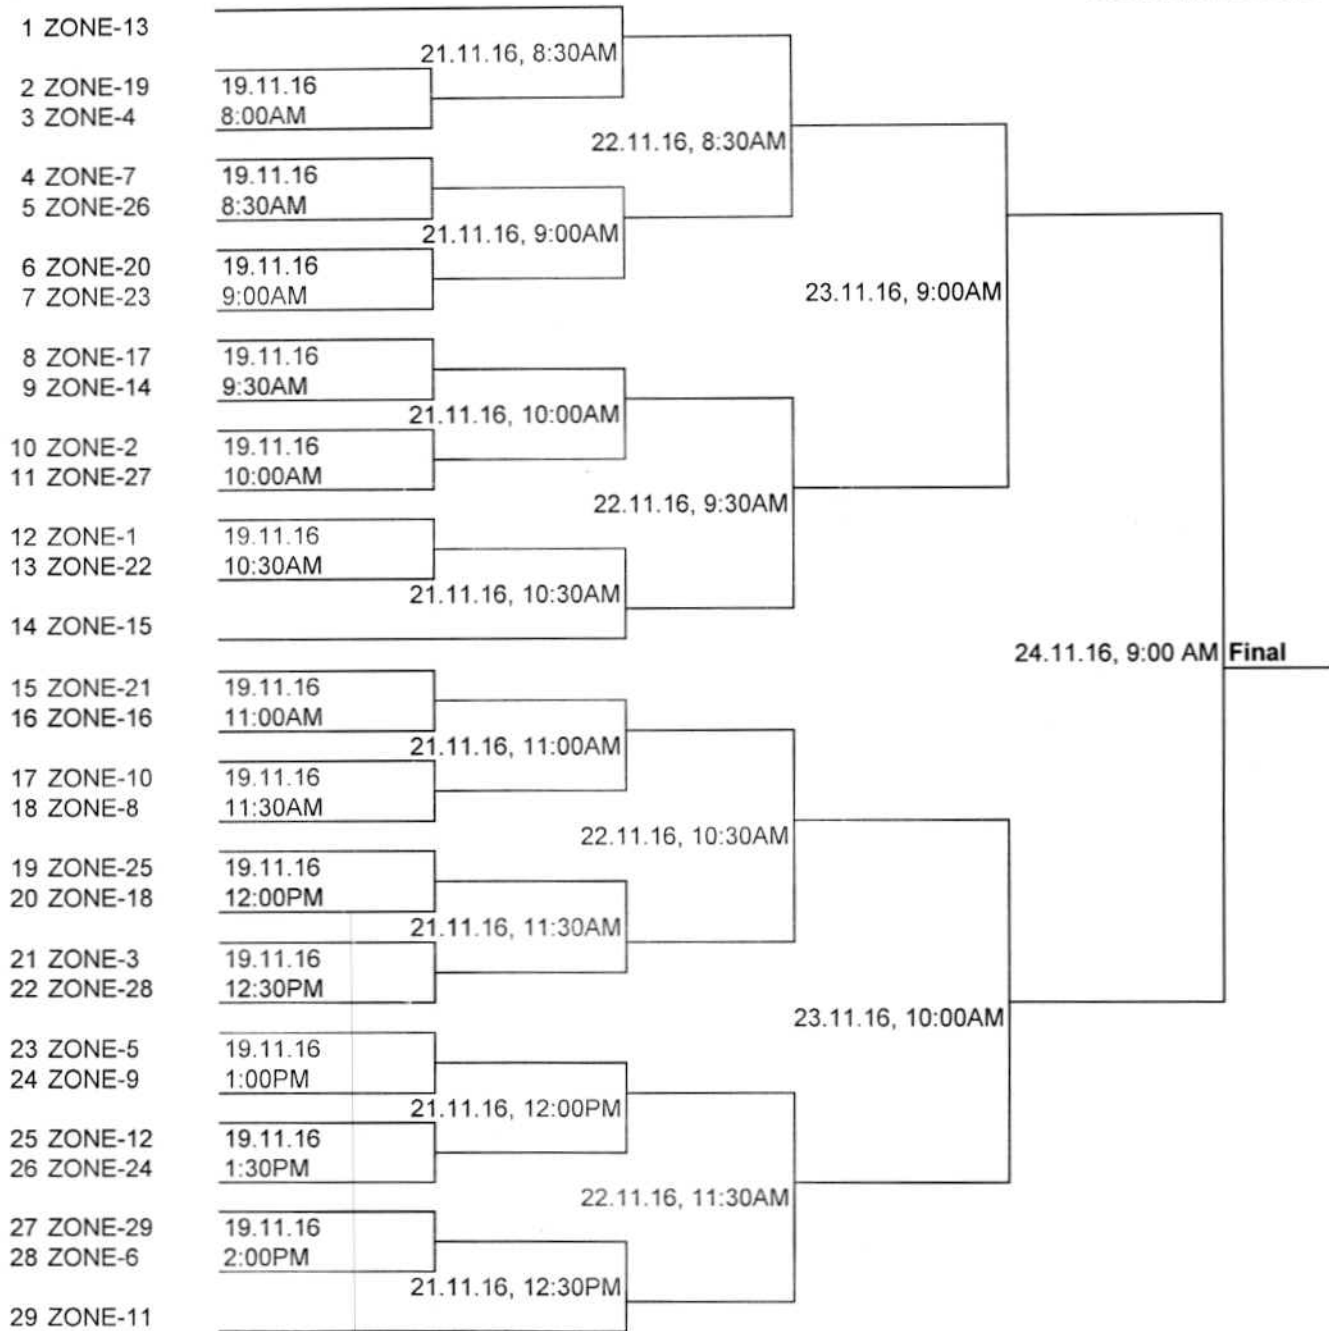 1 ZONE-13
21.11.16, 8:30AM
2 ZONE-19 19.11.16
3 ZONE-4 8:00AM
22.11.16, 8:30AM
4 ZONE-7 19.11.16
5 ZONE-26 8:30AM
21.11.16, 9:00AM
6 ZONE-20 19.11.16
7 ZONE-23 9:00AM
23.11.16, 9:00AM
8 ZONE-17 19.11.16
9 ZONE-14 9:30AM
21.11.16, 10:00AM
10 ZONE-2 19.11.16
11 ZONE-27 10:00AM
22.11.16, 9:30AM
12 ZONE-1 19.11.16
13 ZONE-22 10:30AM
21.11.16, 10:30AM
14 ZONE-15
24.11.16, 9:00 AM Final
15 ZONE-21 19.11.16
16 ZONE-16 11:00AM
21.11.16, 11:00AM
17 ZONE-10 19.11.16
18 ZONE-8 11:30AM
22.11.16, 10:30AM
19 ZONE-25 19.11.16
20 ZONE-18 12:00PM
21.11.16, 11:30AM
21 ZONE-3 19.11.16
22 ZONE-28 12:30PM
23.11.16, 10:00AM
23 ZONE-5 19.11.16
24 ZONE-9 1:00PM
21.11.16, 12:00PM
25 ZONE-12 19.11.16
26 ZONE-24 1:30PM
22.11.16, 11:30AM
27 ZONE-29 19.11.16
28 ZONE-6 2:00PM
21.11.16, 12:30PM
29 ZONE-11